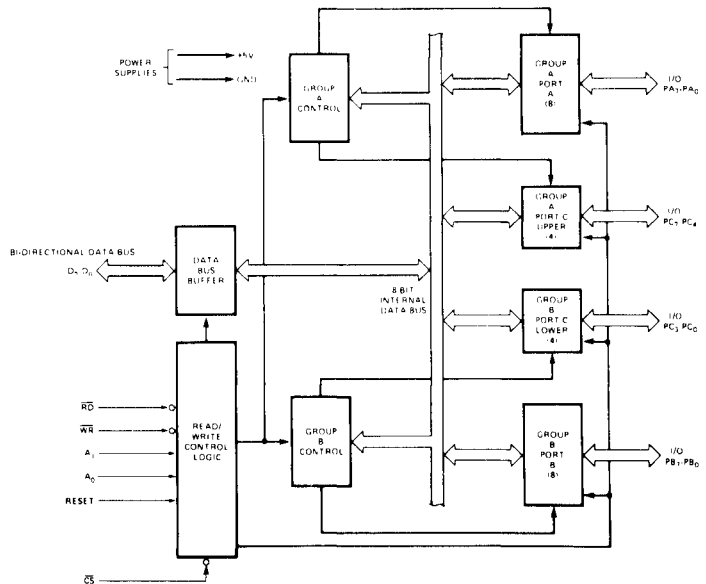 POWER
SUPPLIES
+5V
GND
GROUP
A
CONTROL
GROUP
A
PORT
A
(8)
I/O
PA7-PA0
GROUP
A
PORT C
UPPER
(4)
I/O
PC7-PC4
BI-DIRECTIONAL DATA BUS
D7-D0
DATA
BUS
BUFFER
8-BIT
INTERNAL
DATA BUS
GROUP
B
PORT C
LOWER
(4)
I/O
PC3-PC0
RD
WR
A1
A0
RESET
READ/
WRITE
CONTROL
LOGIC
GROUP
B
CONTROL
GROUP
B
PORT
B
(8)
I/O
PB7-PB0
CS